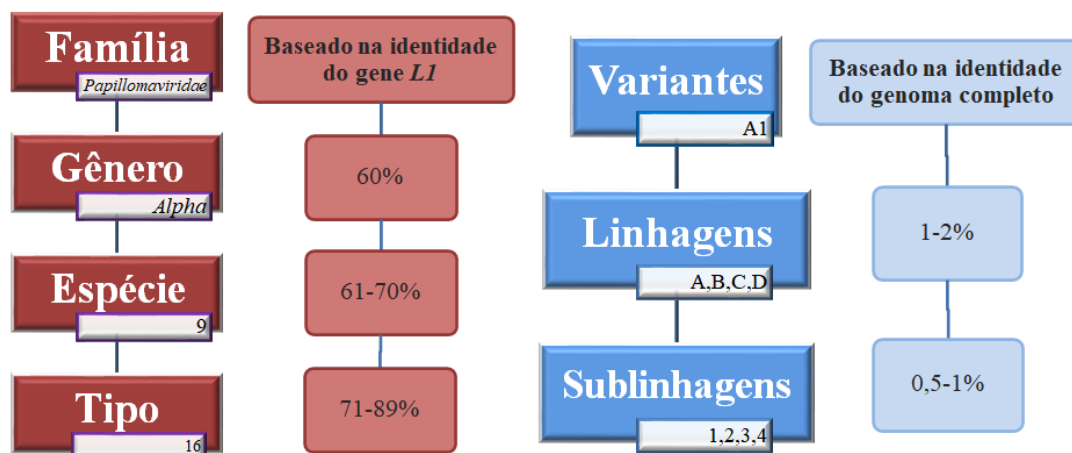 Família
Papillomaviridae
Gênero
Alpha
Espécie
9
Tipo
16
Baseado na identidade
do gene L1
60%
61-70%
71-89%
Variantes
A1
Linhagens
A,B,C,D
Sublinhagens
1,2,3,4
Baseado na identidade
do genoma completo
1-2%
0,5-1%